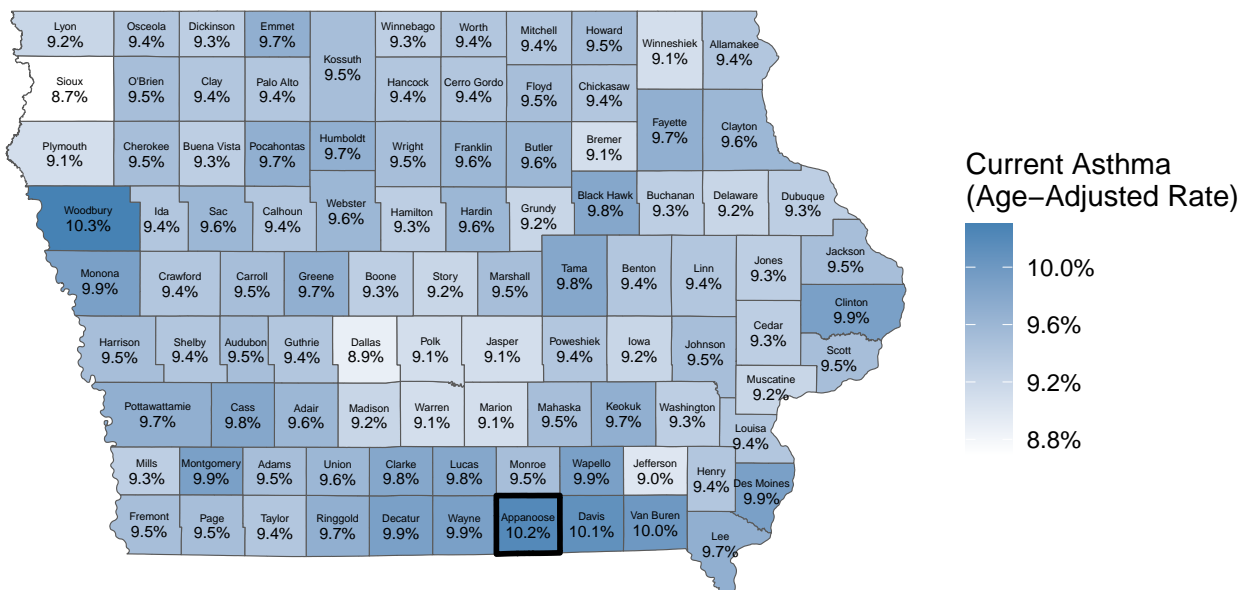 Lyon
9.2%
Osceola
9.4%
Dickinson
9.3%
Emmet
9.7%
Kossuth
9.5%
Winnebago
9.3%
Worth
9.4%
Mitchell
9.4%
Howard
9.5%
Winneshiek
9.1%
Allamakee
9.4%
Sioux
8.7%
O'Brien
9.5%
Clay
9.4%
Palo Alto
9.4%
Hancock
9.4%
Cerro Gordo
9.4%
Floyd
9.5%
Chickasaw
9.4%
Fayette
9.7%
Clayton
9.6%
Plymouth
9.1%
Cherokee
9.5%
Buena Vista
9.3%
Pocahontas
9.7%
Humboldt
9.7%
Wright
9.5%
Franklin
9.6%
Butler
9.6%
Bremer
9.1%
Woodbury
10.3%
Ida
9.4%
Sac
9.6%
Calhoun
9.4%
Webster
9.6%
Hamilton
9.3%
Hardin
9.6%
Grundy
9.2%
Black Hawk
9.8%
Buchanan
9.3%
Delaware
9.2%
Dubuque
9.3%
Monona
9.9%
Crawford
9.4%
Carroll
9.5%
Greene
9.7%
Boone
9.3%
Story
9.2%
Marshall
9.5%
Tama
9.8%
Benton
9.4%
Linn
9.4%
Jones
9.3%
Jackson
9.5%
Clinton
9.9%
Harrison
9.5%
Shelby
9.4%
Audubon
9.5%
Guthrie
9.4%
Dallas
8.9%
Polk
9.1%
Jasper
9.1%
Poweshiek
9.4%
Iowa
9.2%
Johnson
9.5%
Cedar
9.3%
Scott
9.5%
Muscatine
9.2%
Pottawattamie
9.7%
Cass
9.8%
Adair
9.6%
Madison
9.2%
Warren
9.1%
Marion
9.1%
Mahaska
9.5%
Keokuk
9.7%
Washington
9.3%
Louisa
9.4%
Mills
9.3%
Montgomery
9.9%
Adams
9.5%
Union
9.6%
Clarke
9.8%
Lucas
9.8%
Monroe
9.5%
Wapello
9.9%
Jefferson
9.0%
Henry
9.4%
Des Moines
9.9%
Fremont
9.5%
Page
9.5%
Taylor
9.4%
Ringgold
9.7%
Decatur
9.9%
Wayne
9.9%
Appanoose
10.2%
Davis
10.1%
Van Buren
10.0%
Lee
9.7%
Current Asthma
(Age−Adjusted Rate)
10.0%
9.6%
9.2%
8.8%